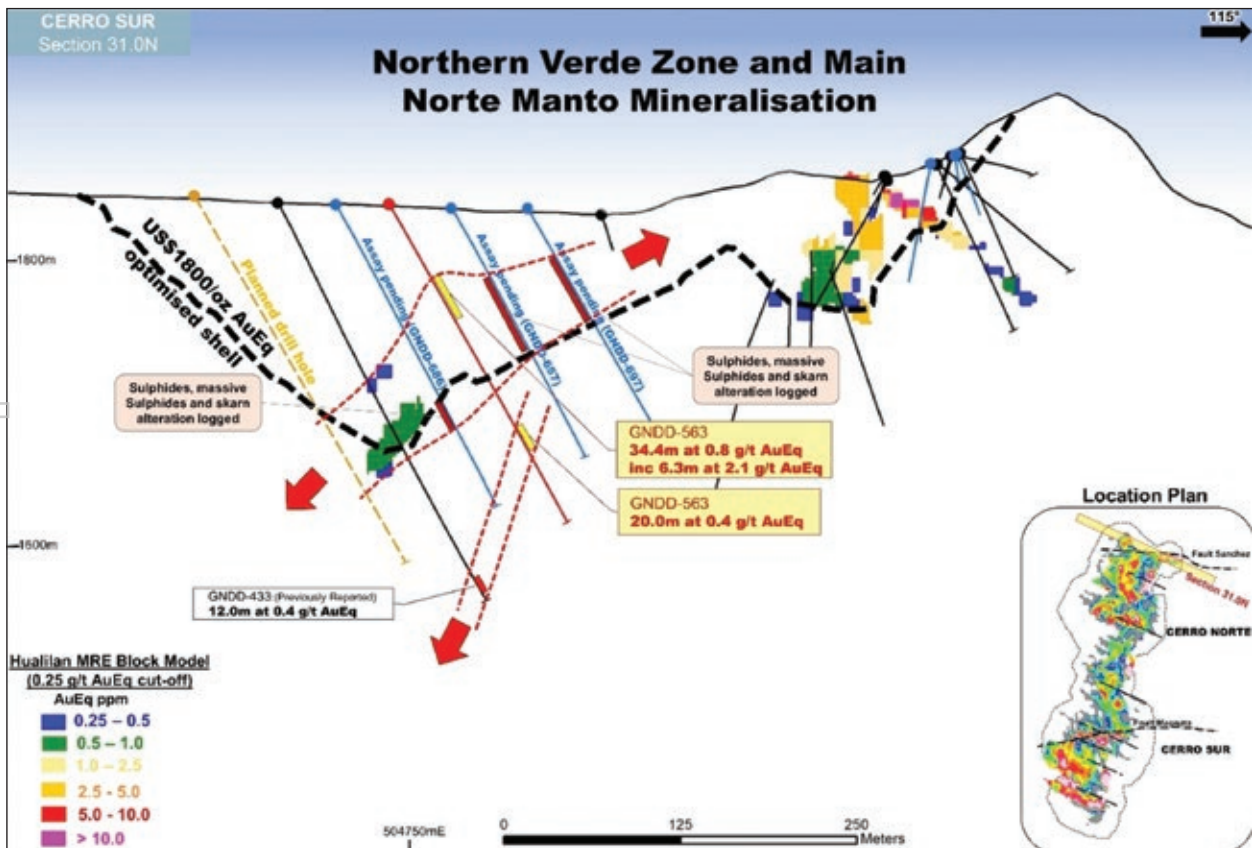 CERRO SUR
Section 31.0N
115°
Northern Verde Zone and Main
Norte Manto Mineralisation
US$1800/oz AuEq
optimised shell
Planned drill hole
Assay pending (GNDD-686)
Assay pending (GNDD-657)
Assay pending (GNDD-697)
1800m
Sulphides, massive
Sulphides and skarn
alteration logged
Sulphides, massive
Sulphides and skarn
alteration logged
GNDD-563
34.4m at 0.8 g/t AuEq
inc 6.3m at 2.1 g/t AuEq
GNDD-563
20.0m at 0.4 g/t AuEq
GNDD-433 (Previously Reported)
12.0m at 0.4 g/t AuEq
Hualilan MRE Block Model
(0.25 g/t AuEq cut-off)
AuEq ppm
0.25 – 0.5
0.5 – 1.0
1.0 – 2.5
2.5 - 5.0
5.0 - 10.0
> 10.0
504750mE
0
125
250
Meters
Location Plan
Fault Sanchez
Section 31.0N
CERRO NORTE
CERRO SUR